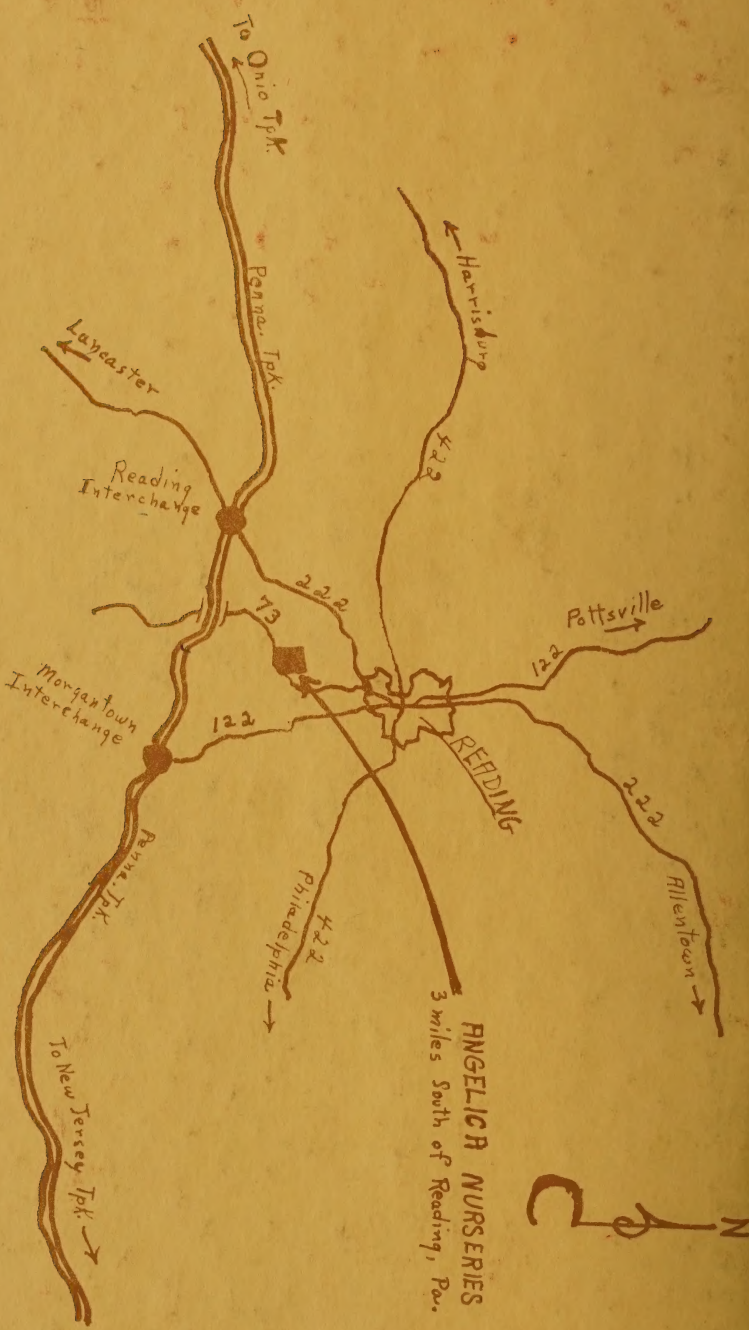 To Ohio Tpk.
Penna. Tpk.
← Harrisburg
422
Lancaster
Reading
Interchange
222
73
Pottsville →
122
Morgantown
Interchange
122
READING
222
Allentown →
Penna. Tpk.
422
Philadelphia →
ANGELICA NURSERIES
3 miles South of Reading, Pa.
To New Jersey Tpk. →
N